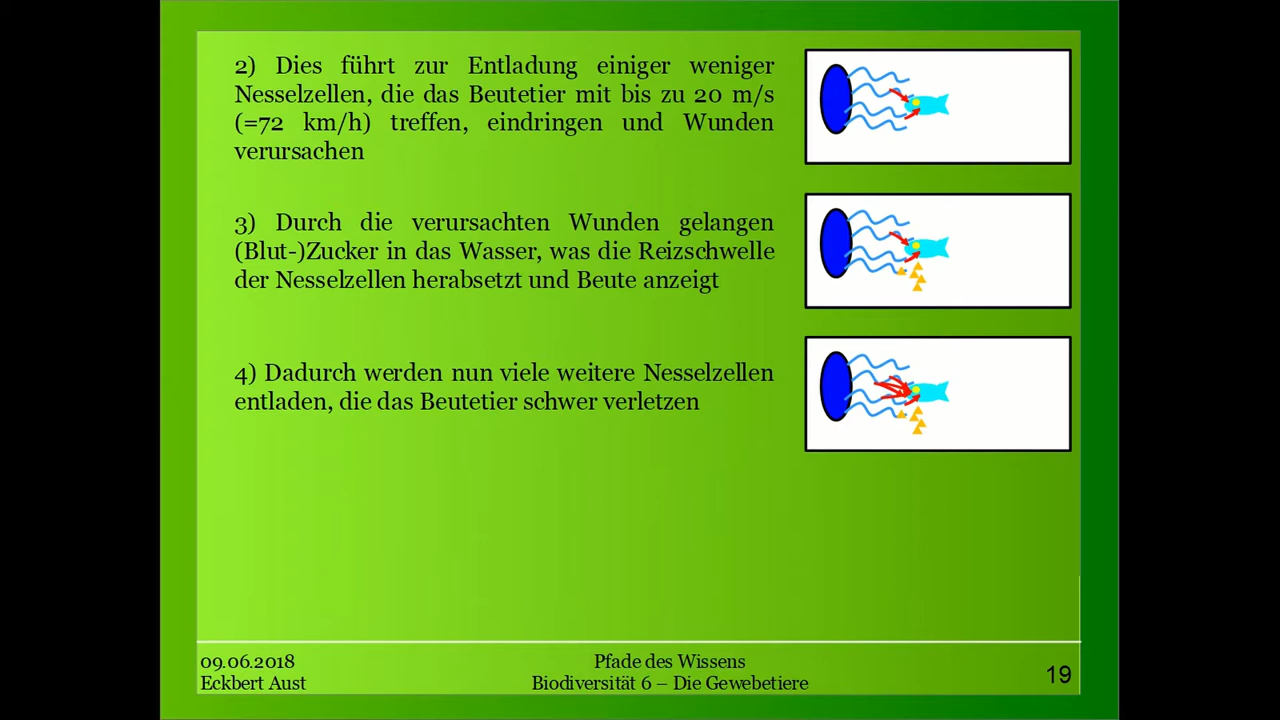 2) Dies führt zur Entladung einiger weniger
Nesselzellen, die das Beutetier mit bis zu 20 m/s
(=72 km/h) treffen, eindringen und Wunden
verursachen
3) Durch die verursachten Wunden gelangen
(Blut-)Zucker in das Wasser, was die Reizschwelle
der Nesselzellen herabsetzt und Beute anzeigt
4) Dadurch werden nun viele weitere Nesselzellen
entladen, die das Beutetier schwer verletzen
09.06.2018
Eckbert Aust
Pfade des Wissens
Biodiversität 6 – Die Gewebetiere
19